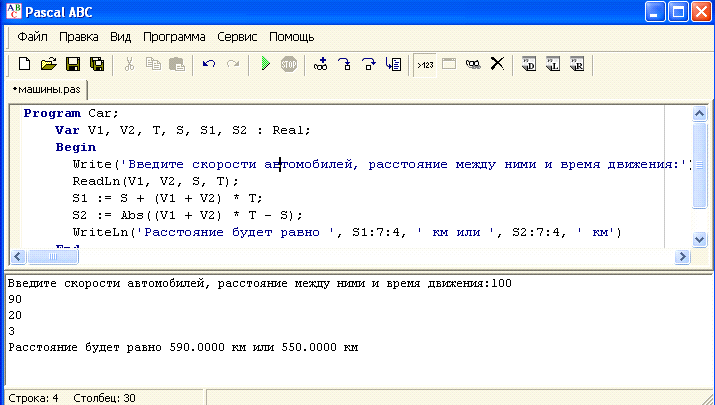 Pascal ABC
Файл Правка Вид Программа Сервис Помощь
STOP >123 D L R
•машины.pas
Program Car;
Var V1, V2, T, S, S1, S2 : Real;
Begin
Write('Введите скорости автомобилей, расстояние между ними и время движения:')
ReadLn(V1, V2, S, T);
S1 := S + (V1 + V2) * T;
S2 := Abs((V1 + V2) * T - S);
WriteLn('Расстояние будет равно ', S1:7:4, ' км или ', S2:7:4, ' км')
End
Введите скорости автомобилей, расстояние между ними и время движения:100
90
20
3
Расстояние будет равно 590.0000 км или 550.0000 км
Строка: 4 Столбец: 30